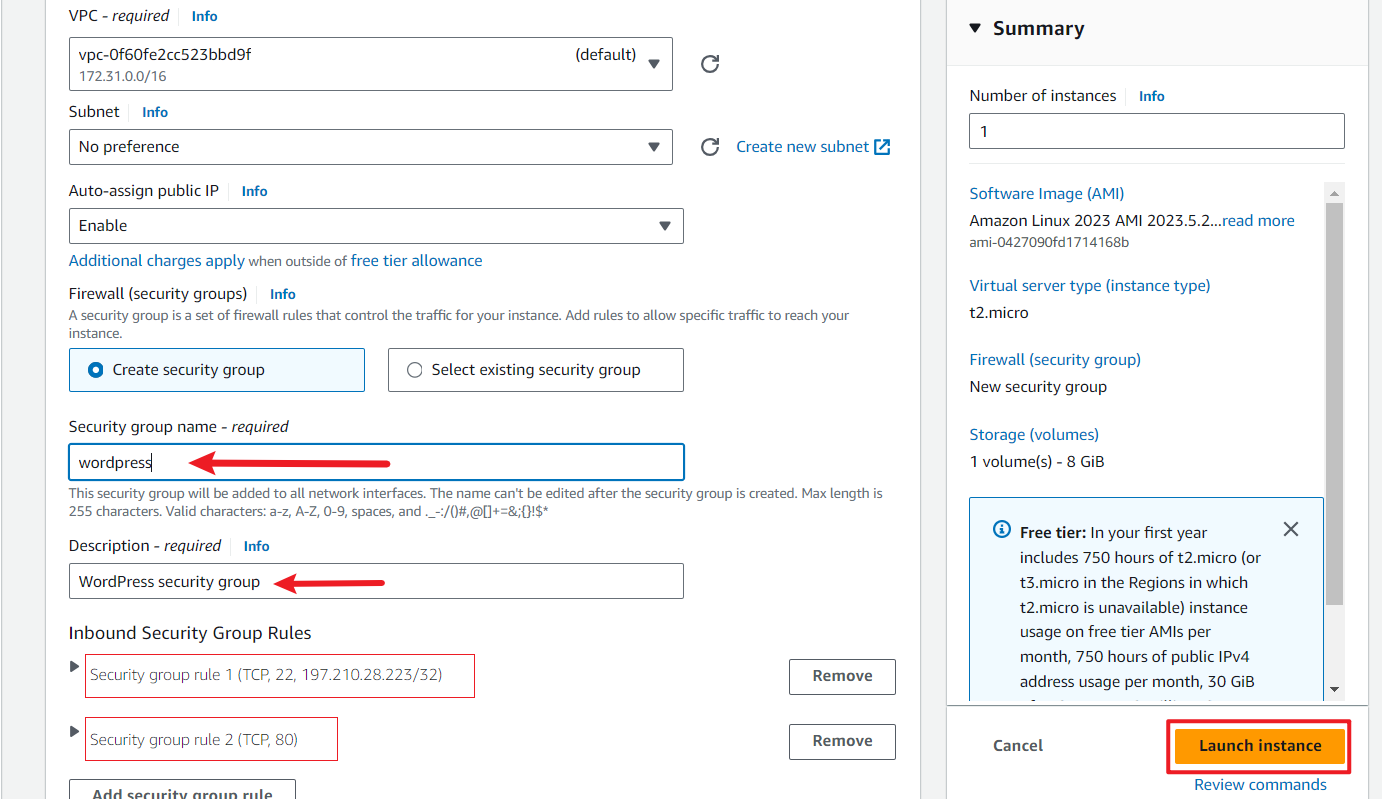 VPC - required Info
vpc-0f60fe2cc523bbd9f (default)
172.31.0.0/16
Subnet Info
No preference
Create new subnet
Auto-assign public IP Info
Enable
Additional charges apply when outside of free tier allowance
Firewall (security groups) Info
A security group is a set of firewall rules that control the traffic for your instance. Add rules to allow specific traffic to reach your
instance.
Create security group
Select existing security group
Security group name - required
wordpress
This security group will be added to all network interfaces. The name can't be edited after the security group is created. Max length is
255 characters. Valid characters: a-z, A-Z, 0-9, spaces, and ._-:/()#,@[]+=&;{}!$*
Description - required Info
WordPress security group
Inbound Security Group Rules
Security group rule 1 (TCP, 22, 197.210.28.223/32)
Remove
Security group rule 2 (TCP, 80)
Remove
Add security group rule
Summary
Number of instances Info
1
Software Image (AMI)
Amazon Linux 2023 AMI 2023.5.2...read more
ami-0427090fd1714168b
Virtual server type (instance type)
t2.micro
Firewall (security group)
New security group
Storage (volumes)
1 volume(s) - 8 GiB
Free tier: In your first year
includes 750 hours of t2.micro (or
t3.micro in the Regions in which
t2.micro is unavailable) instance
usage on free tier AMIs per
month, 750 hours of public IPv4
address usage per month, 30 GiB
Cancel
Launch instance
Review commands